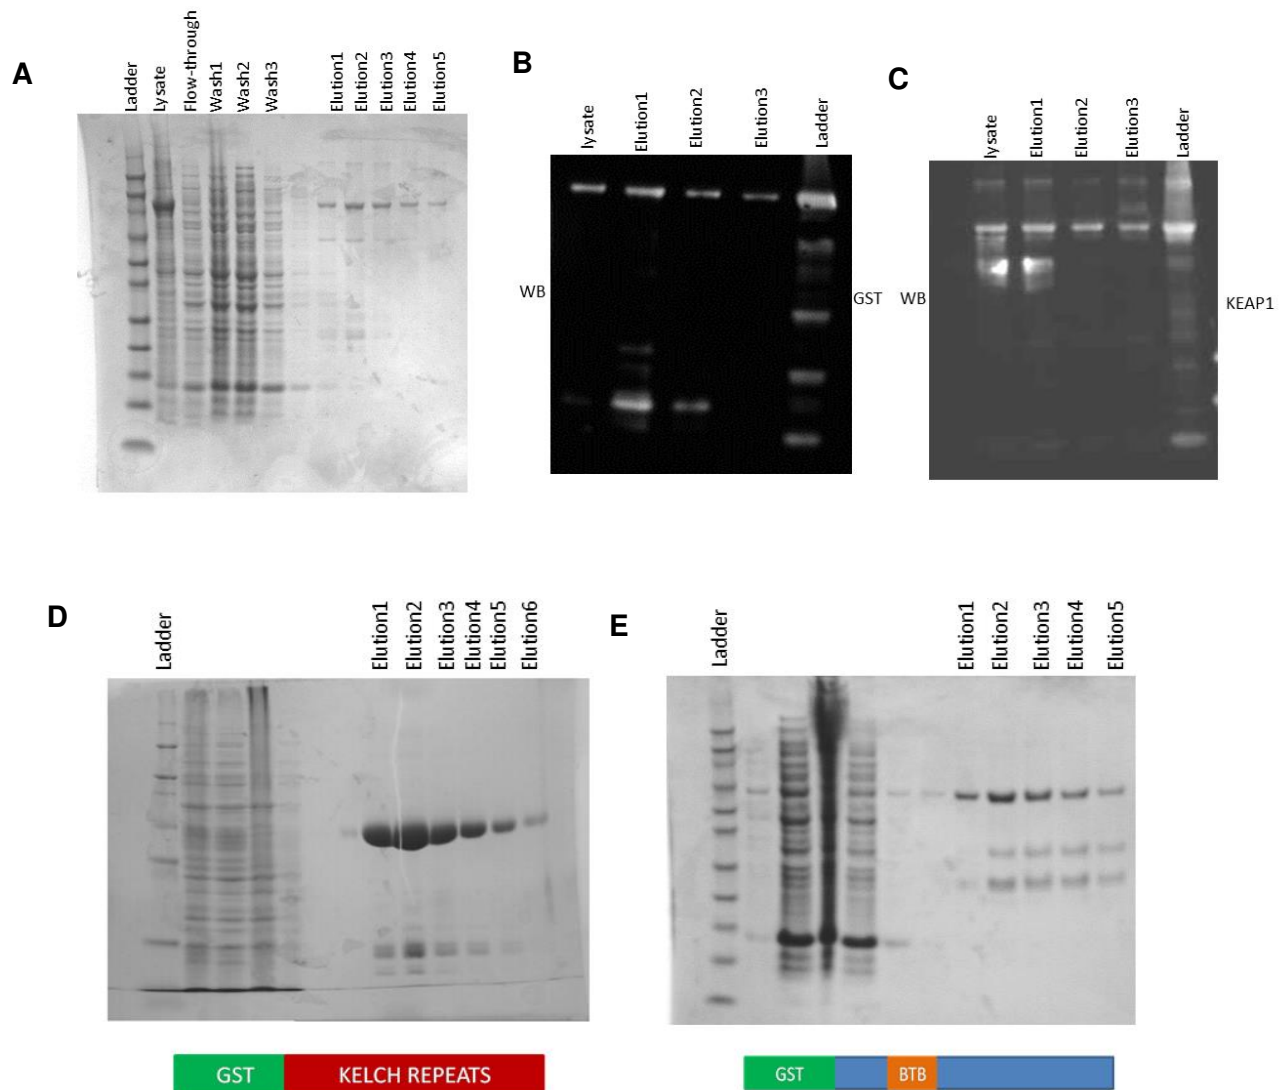 A
Ladder
Lysate
Flow-through
Wash1
Wash2
Wash3
Elution1
Elution2
Elution3
Elution4
Elution5
B
lysate
Elution1
Elution2
Elution3
Ladder
WB
GST
C
lysate
Elution1
Elution2
Elution3
Ladder
WB
KEAP1
D
Ladder
Elution1
Elution2
Elution3
Elution4
Elution5
Elution6
GST KELCH REPEATS
E
Ladder
Elution1
Elution2
Elution3
Elution4
Elution5
GST BTB